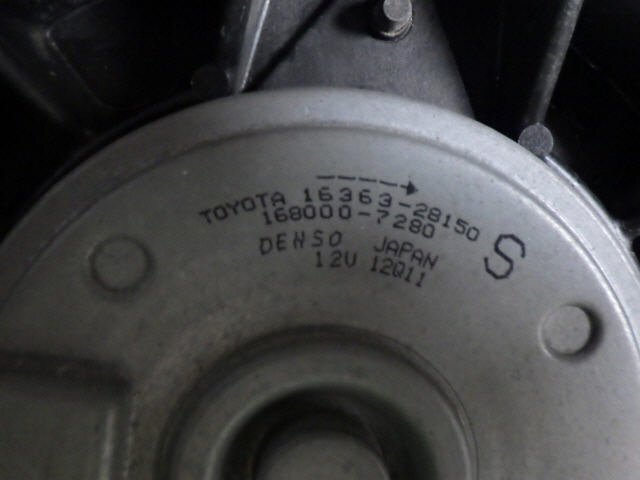 TOYOTA 16363-28150
168000-7280
DENSO JAPAN
12V 12Q11
S